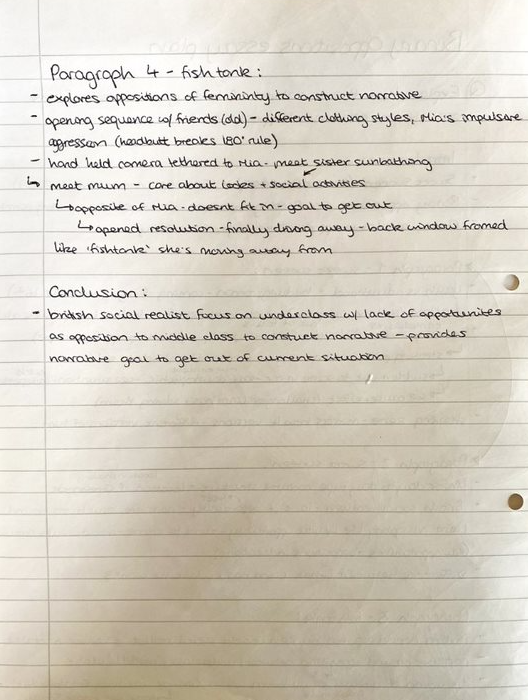 Paragraph 4 - fishtank:
- explores oppositions of femininity to construct narrative
- opening sequence w/ friends (old) - different clothing styles, Mia's impulsive
aggression (headbutt breaks 180° rule)
- hand held camera tethered to Mia - meet sister sunbathing
↳ meet mum - care about looks + social activities
↳ opposite of Mia - doesnt fit in - goal to get out
↳ opened resolution - finally driving away - back window framed
like 'fishtank' she's moving away from
Conclusion:
- british social realist focus on underclass w/ lack of opportunites
as opposition to middle class to construct narrative - provides
narrative goal to get out of current situation